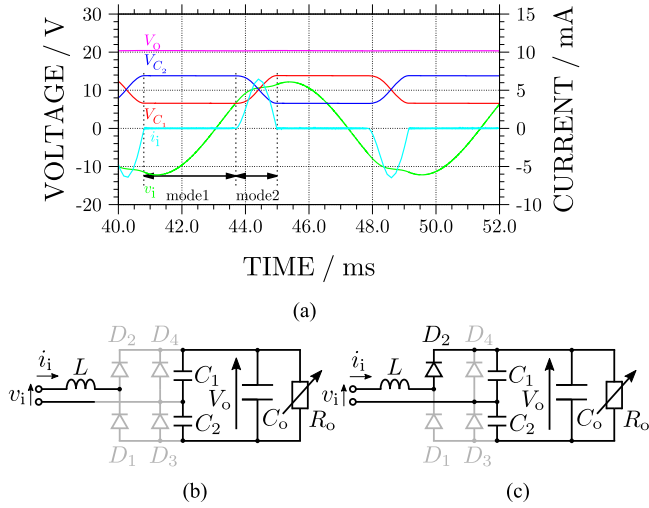 VOLTAGE / V
30
20
10
0
-10
-20
V_o
V_C2
V_C1
i_i
v_i
mode1
mode2
15
10
5
0
-5
-10
CURRENT / mA
40.0 42.0 44.0 46.0 48.0 50.0 52.0
TIME / ms
(a)
D_2 D_4
i_i L
v_i
C_1
C_2
V_o
C_o
R_o
D_1 D_3
(b)
D_2 D_4
i_i L
v_i
C_1
C_2
V_o
C_o
R_o
D_1 D_3
(c)